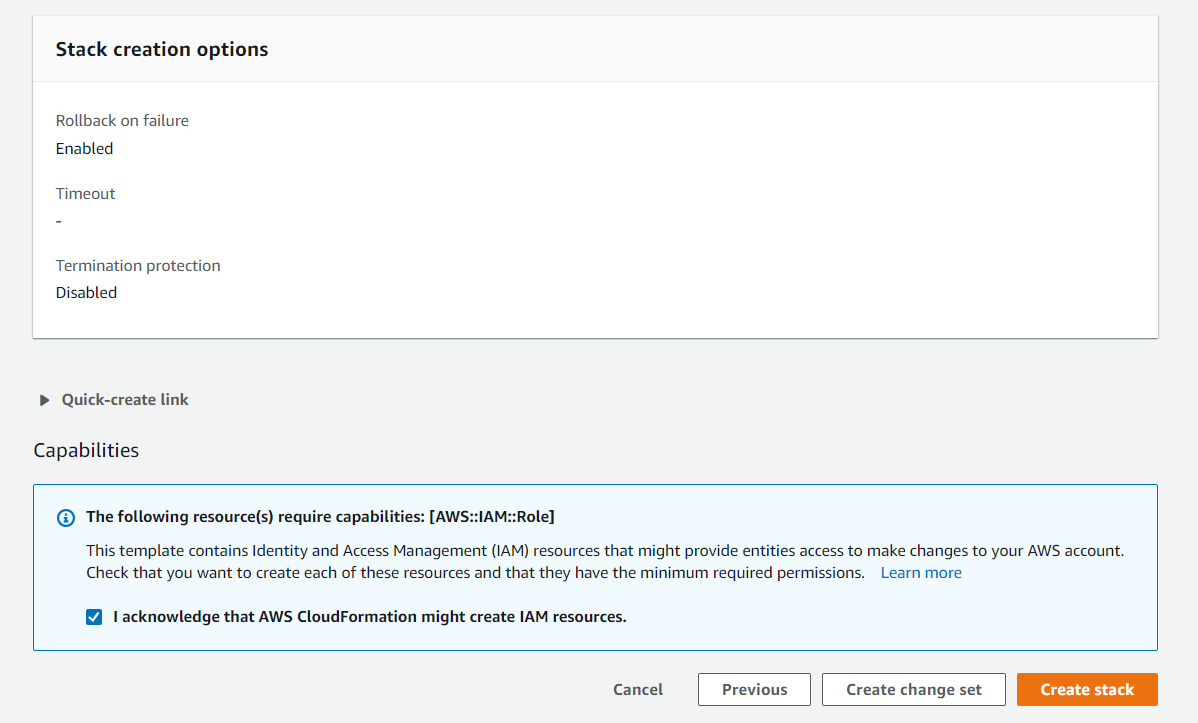 Stack creation options
Rollback on failure
Enabled
Timeout
-
Termination protection
Disabled
Quick-create link
Capabilities
The following resource(s) require capabilities: [AWS::IAM::Role]
This template contains Identity and Access Management (IAM) resources that might provide entities access to make changes to your AWS account.
Check that you want to create each of these resources and that they have the minimum required permissions. Learn more
I acknowledge that AWS CloudFormation might create IAM resources.
Cancel Previous Create change set Create stack